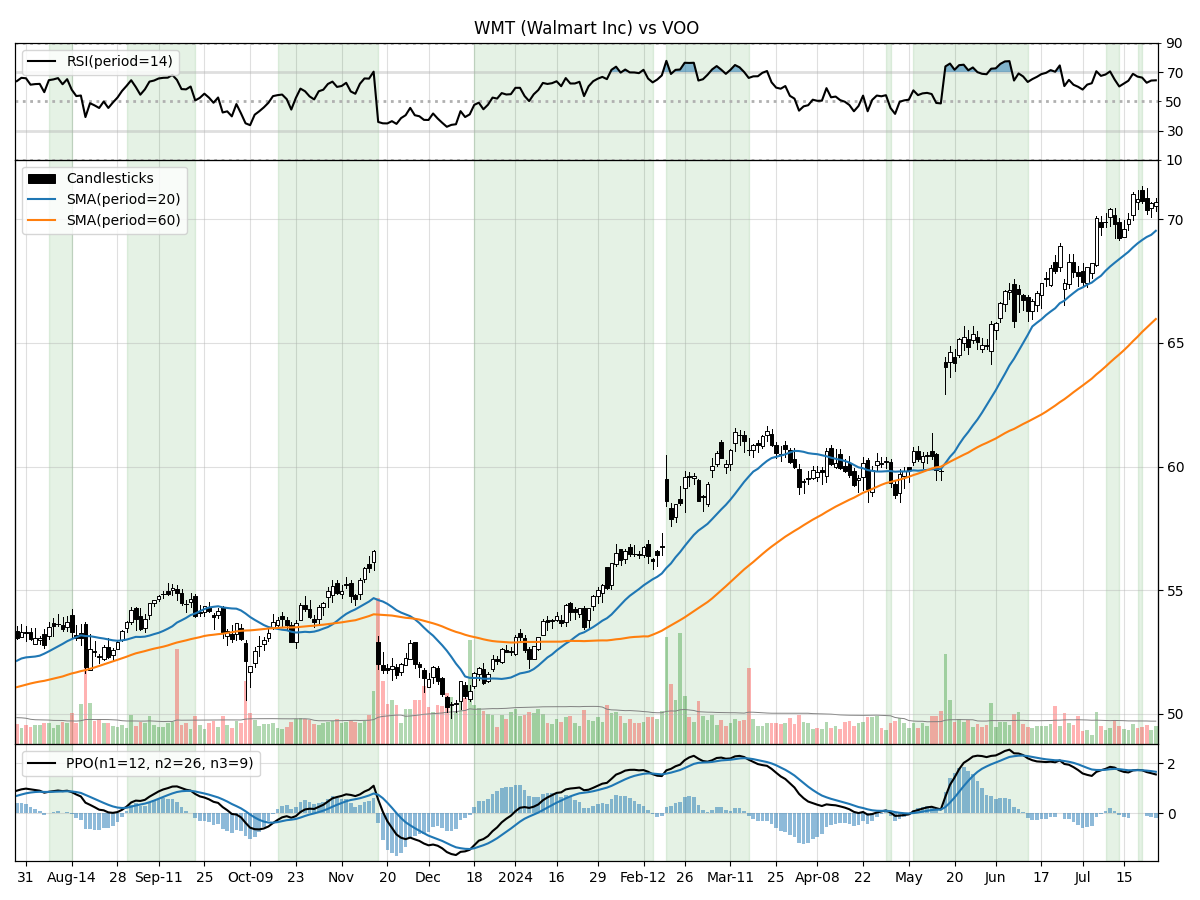 WMT (Walmart Inc) vs VOO
RSI(period=14)
90
70
50
30
10
Candlesticks
SMA(period=20)
SMA(period=60)
70
65
60
55
50
PPO(n1=12, n2=26, n3=9)
2
0
31 Aug-14 28 Sep-11 25 Oct-09 23 Nov 20 Dec 18 2024 16 29 Feb-12 26 Mar-11 25 Apr-08 22 May 20 Jun 17 Jul 15